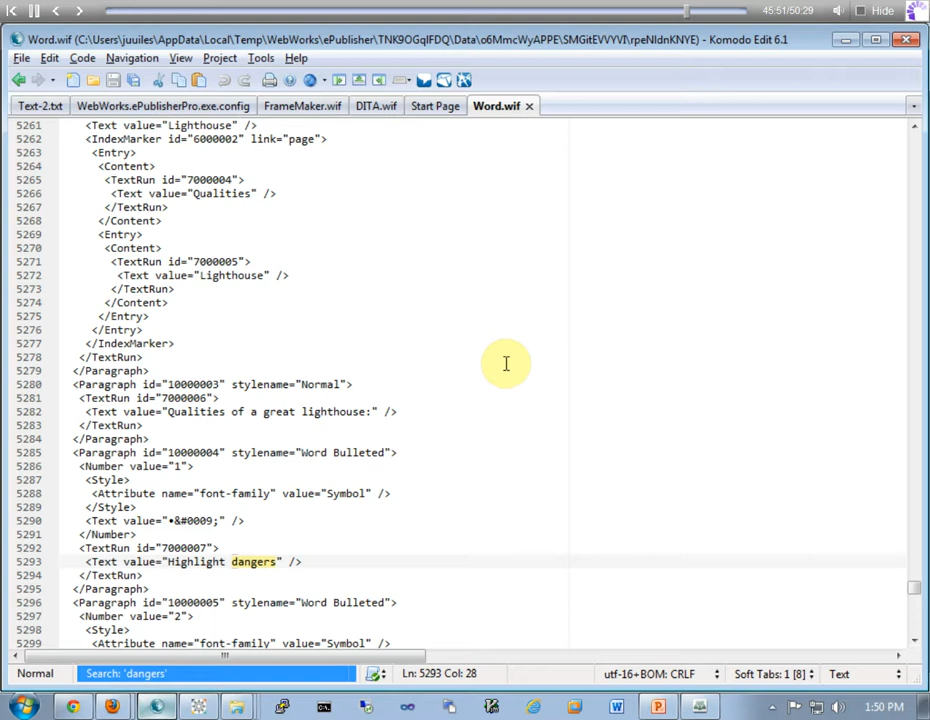 45:51/50:29
Hide
Word.wif (C:\Users\juuiles\AppData\Local\Temp\WebWorks\ePublisher\TNK9OGqIFDQ\Data\o6MmcWyAPPE\SMGitEVVYVI\rpeNIdnKNYE) - Komodo Edit 6.1
File Edit Code Navigation View Project Tools Help
Text-2.txt WebWorks.ePublisherPro.exe.config FrameMaker.wif DITA.wif Start Page Word.wif
5261 <Text value="Lighthouse" />
5262 <IndexMarker id="6000002" link="page">
5263 <Entry>
5264 <Content>
5265 <TextRun id="7000004">
5266 <Text value="Qualities" />
5267 </TextRun>
5268 </Content>
5269 <Entry>
5270 <Content>
5271 <TextRun id="7000005">
5272 <Text value="Lighthouse" />
5273 </TextRun>
5274 </Content>
5275 </Entry>
5276 </Entry>
5277 </IndexMarker>
5278 </TextRun>
5279 </Paragraph>
5280 <Paragraph id="10000003" stylename="Normal">
5281 <TextRun id="7000006">
5282 <Text value="Qualities of a great lighthouse:" />
5283 </TextRun>
5284 </Paragraph>
5285 <Paragraph id="10000004" stylename="Word Bulleted">
5286 <Number value="1">
5287 <Style>
5288 <Attribute name="font-family" value="Symbol" />
5289 </Style>
5290 <Text value="•&#0009;" />
5291 </Number>
5292 <TextRun id="7000007">
5293 <Text value="Highlight dangers" />
5294 </TextRun>
5295 </Paragraph>
5296 <Paragraph id="10000005" stylename="Word Bulleted">
5297 <Number value="2">
5298 <Style>
5299 <Attribute name="font-family" value="Symbol" />
Normal Search: 'dangers' Ln: 5293 Col: 28 utf-16+BOM: CRLF Soft Tabs: 1 [8] Text
1:50 PM